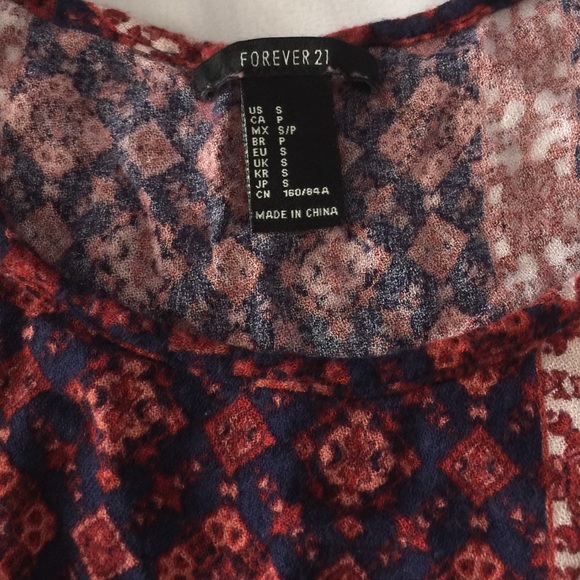 FOREVER 21
US S
CA P
MX S/P
BR P
EU S
UK S
KR S
JP S
CN 160/84A
MADE IN CHINA